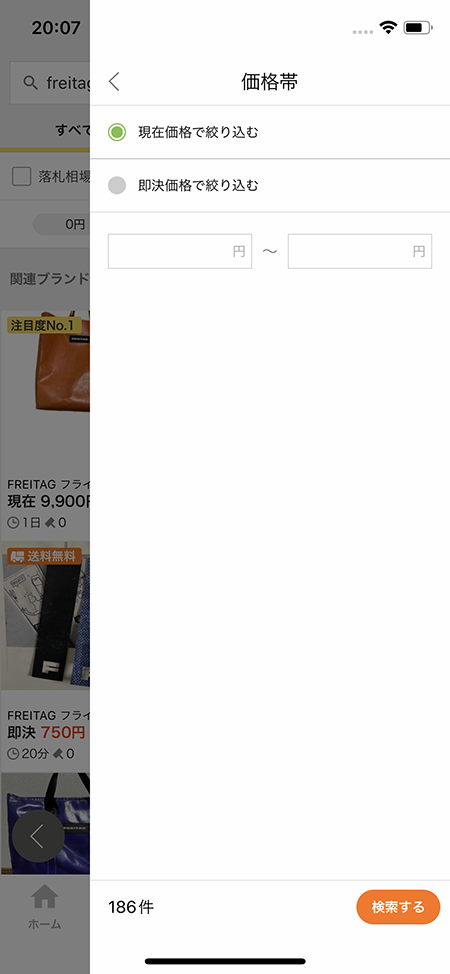 20:07
freitag
価格帯
すべて
現在価格で絞り込む
落札相場
即決価格で絞り込む
0円
円 〜 円
関連ブランド
注目度No.1
FREITAG
FREITAG フライ
現在 9,900円
1日 0
送料無料
F
FREITAG フライ
即決 750円
20分 0
FREITAG
ホーム
186件
検索する